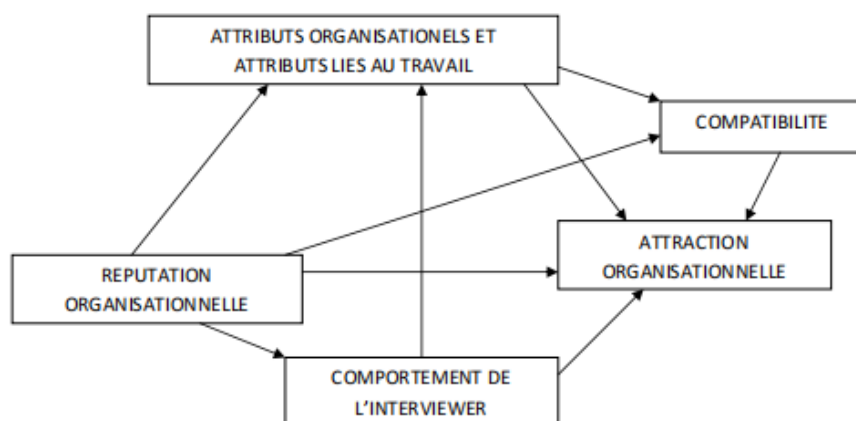 ATTRIBUTS ORGANISATIONELS ET
ATTRIBUTS LIES AU TRAVAIL
COMPATIBILITE
ATTRACTION
ORGANISATIONNELLE
REPUTATION
ORGANISATIONNELLE
COMPORTEMENT DE
L'INTERVIEWER